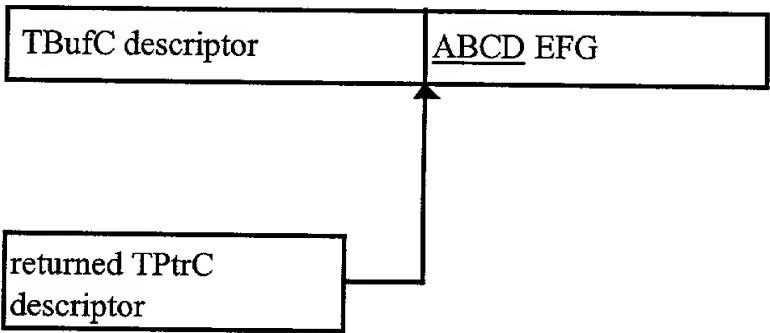 TBufC descriptor
ABCD EFG
returned TPtrC
descriptor